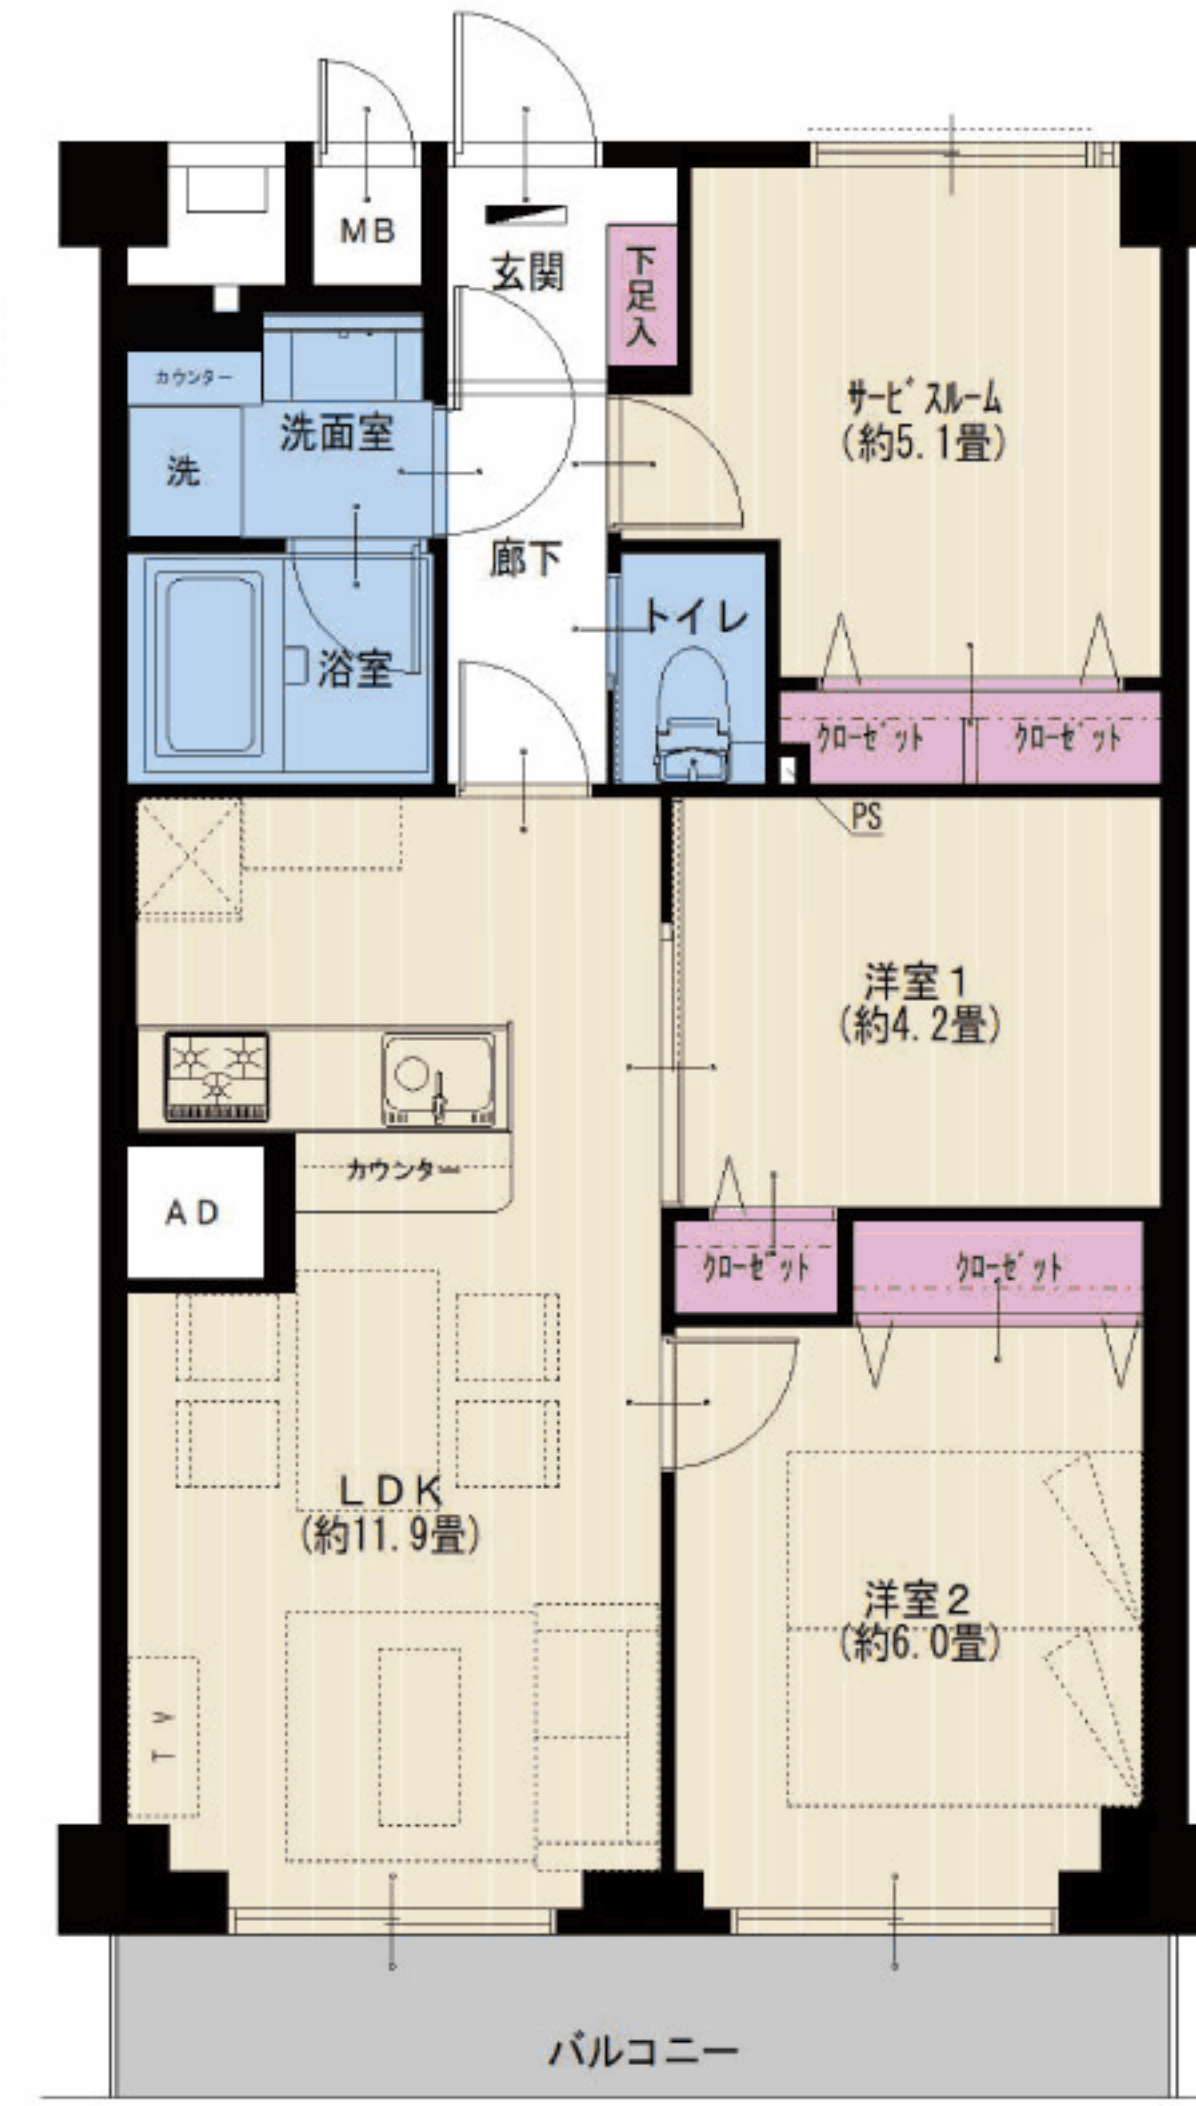 MB
玄関
下足入
カウンター
洗面室
洗
サービスルーム
(約5.1畳)
廊下
トイレ
浴室
クローゼット
クローゼット
PS
洋室1
(約4.2畳)
カウンター
AD
クローゼット
クローゼット
LDK
(約11.9畳)
洋室2
(約6.0畳)
TV
バルコニー